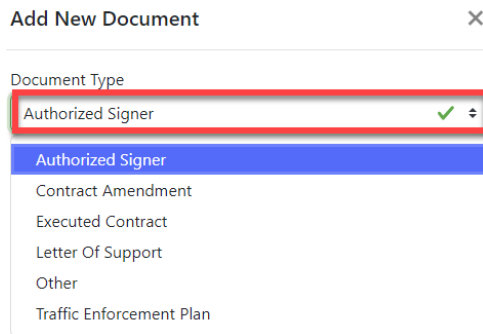 Add New Document
Document Type
Authorized Signer
Authorized Signer
Contract Amendment
Executed Contract
Letter Of Support
Other
Traffic Enforcement Plan